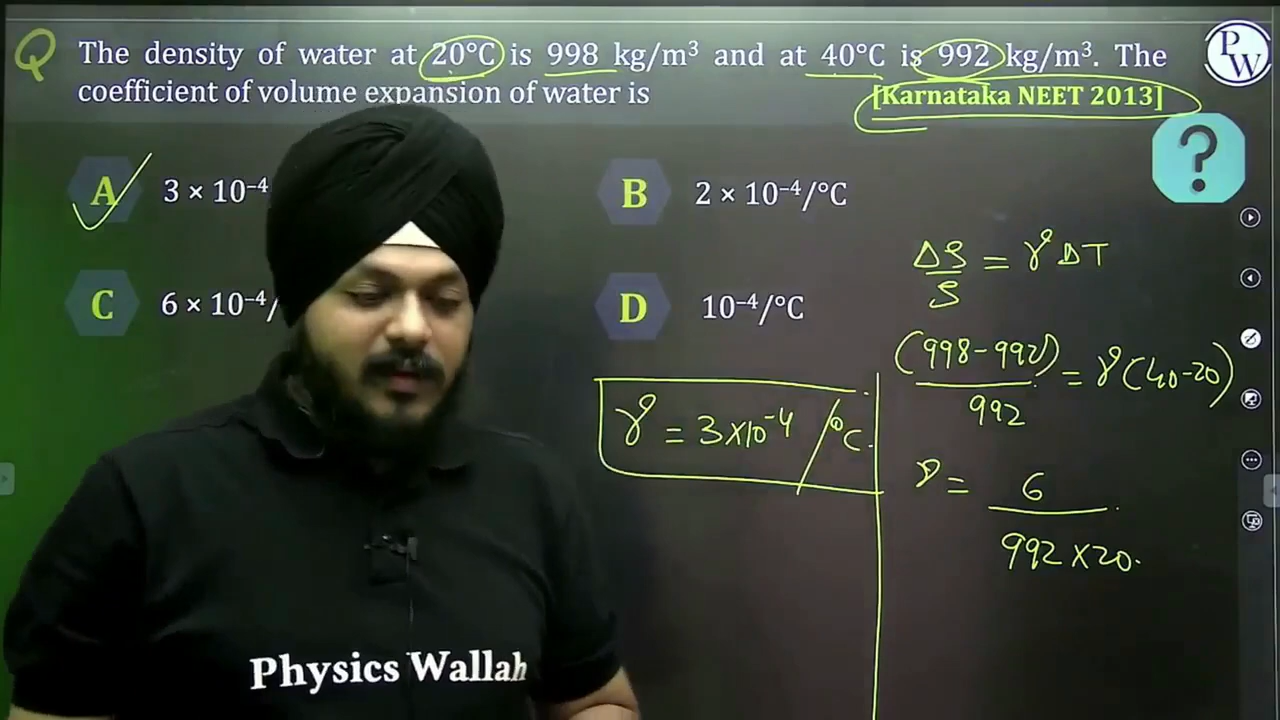 Q The density of water at 20°C is 998 kg/m³ and at 40°C is 992 kg/m³. The
coefficient of volume expansion of water is [Karnataka NEET 2013]
PW
?
A 3 × 10⁻⁴
B 2 × 10⁻⁴/°C
C 6 × 10⁻⁴/
D 10⁻⁴/°C
Δρ/ρ = γ ΔT
(998-992)/992 = γ(40-20)
γ = 6/(992×20)
γ = 3×10⁻⁴ /°C.
Physics Wallah